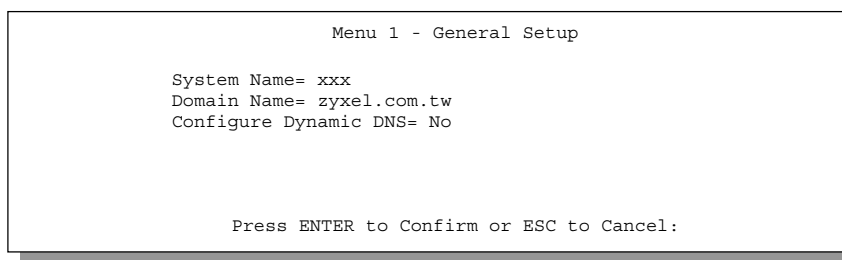 Menu 1 - General Setup
System Name= xxx
Domain Name= zyxel.com.tw
Configure Dynamic DNS= No
Press ENTER to Confirm or ESC to Cancel: